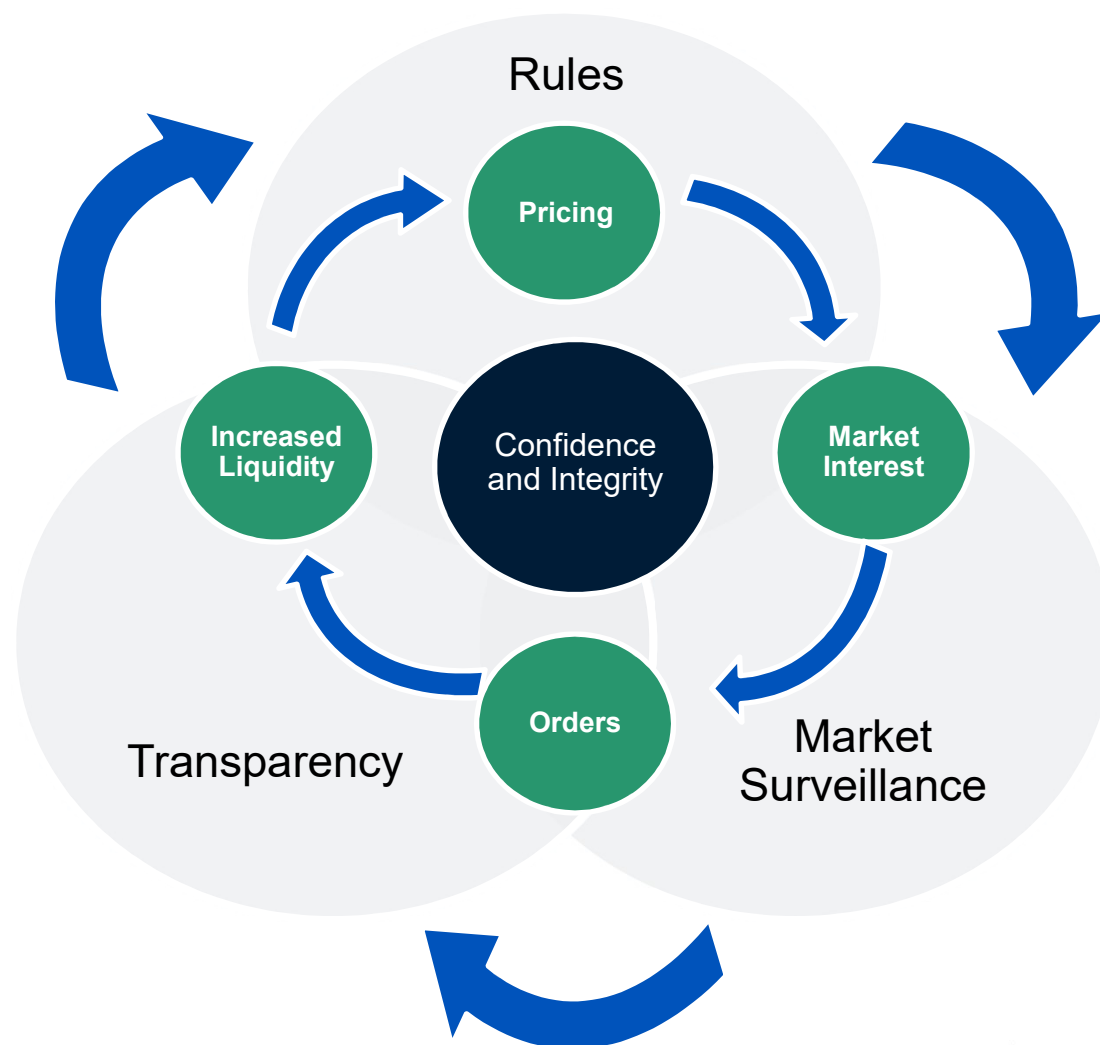 Rules
Pricing
Increased
Liquidity
Confidence
and Integrity
Market
Interest
Orders
Transparency
Market
Surveillance